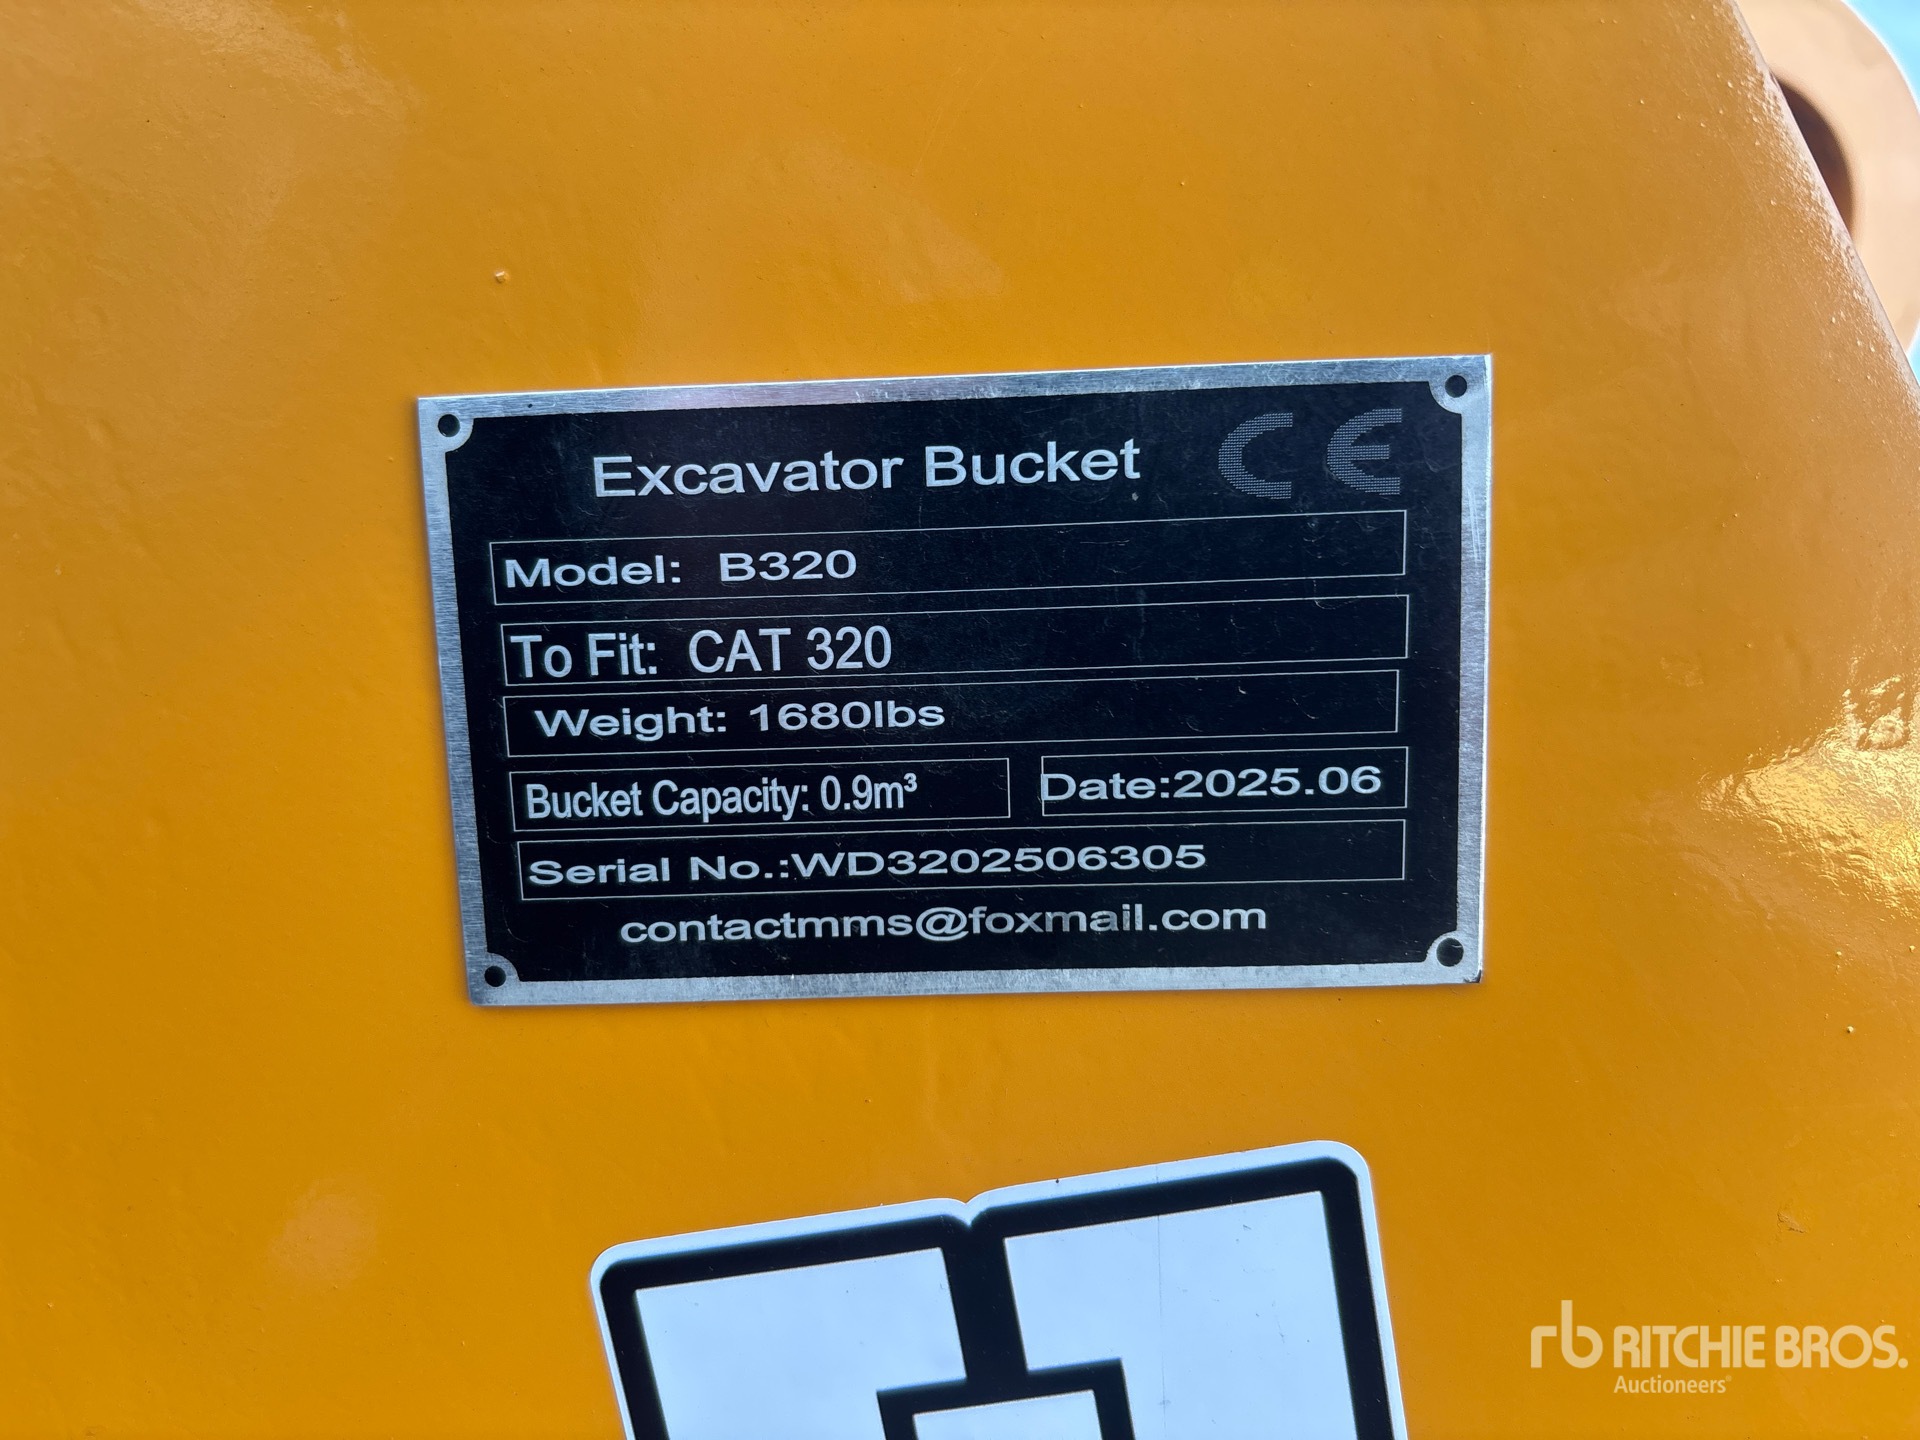 Excavator Bucket CE
Model: B320
To Fit: CAT 320
Weight: 1680lbs
Bucket Capacity: 0.9m³ Date:2025.06
Serial No.:WD3202506305
contactmms@foxmail.com
rb RITCHIE BROS.
Auctioneers